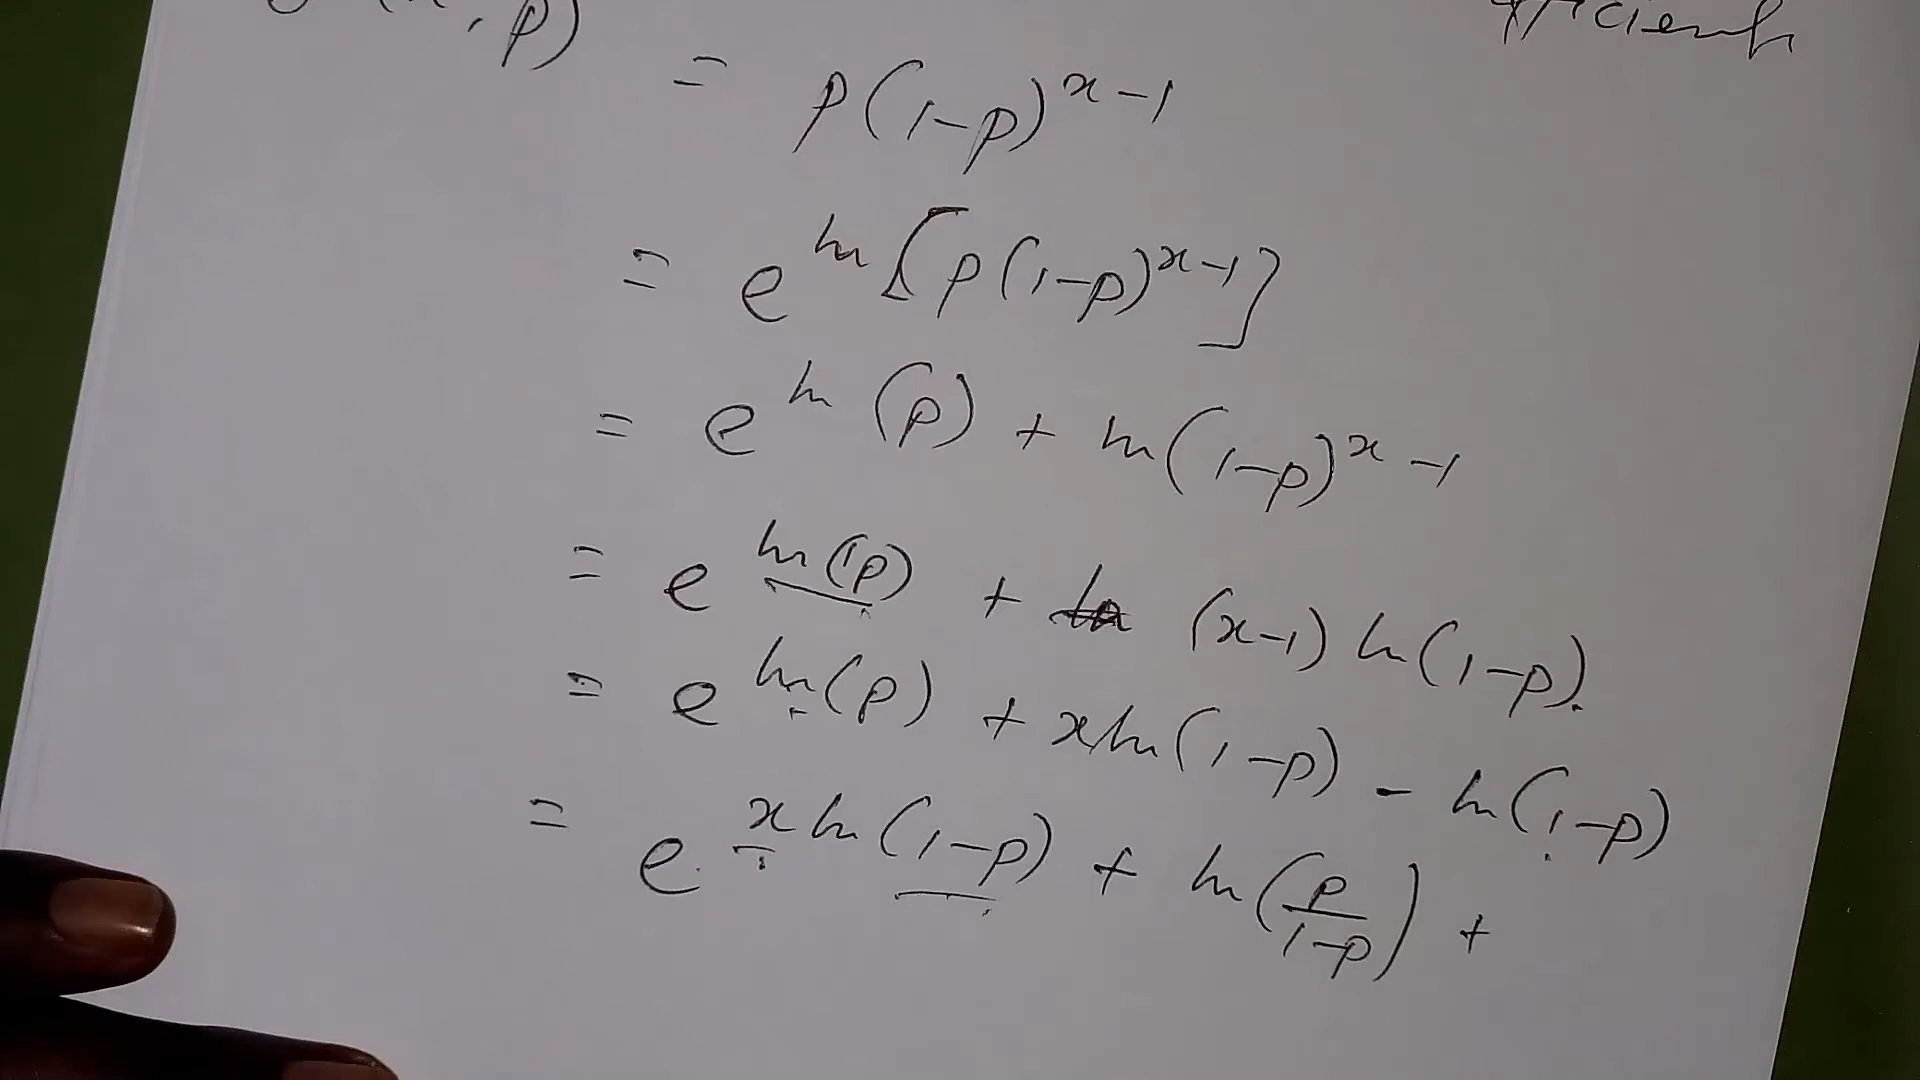 , p)
= p(1-p)^{x-1}
= e^{ln[p(1-p)^{x-1}]}
= e^{ln(p) + ln(1-p)^{x-1}}
= e^{ln(p) + (x-1) ln(1-p).}
= e^{ln(p) + x ln(1-p) - ln(1-p)}
= e^{x ln(1-p) + ln(\frac{p}{1-p}) +}